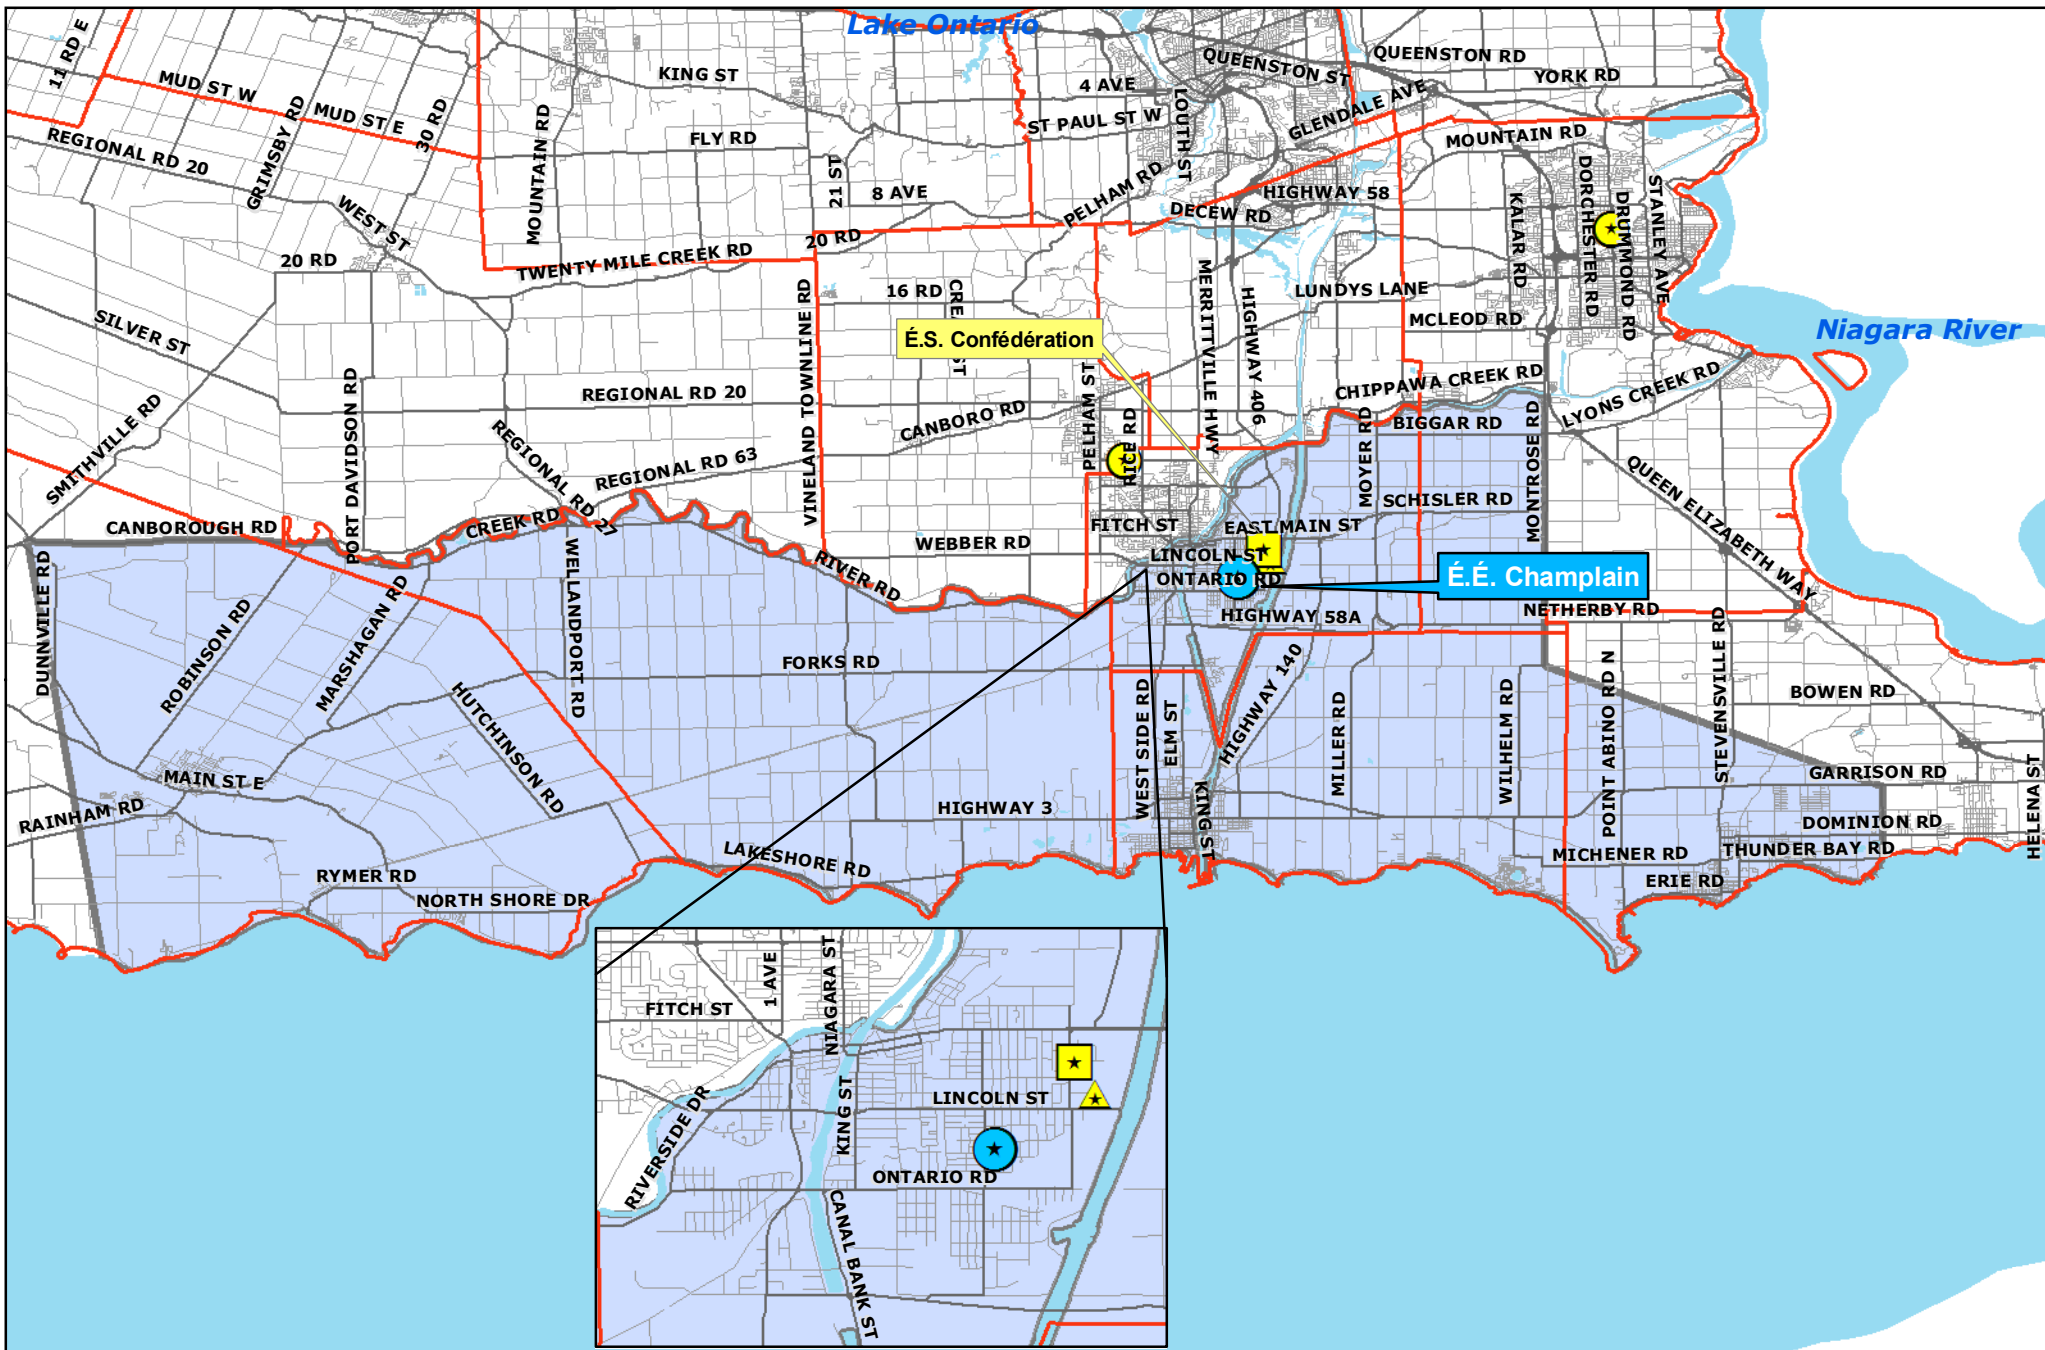 Lake Ontario
11 RD E
MUD ST W
MUD ST E
GRIMSBY RD
30 RD
REGIONAL RD 20
WEST ST
20 RD
SILVER ST
SMITHVILLE RD
PORT DAVIDSON RD
KING ST
MOUNTAIN RD
FLY RD
21 ST
8 AVE
20 RD
TWENTY MILE CREEK RD
4 AVE
ST PAUL ST W
LOUTH ST
PELHAM RD
QUEENSTON ST
QUEENSTON RD
YORK RD
GLENDALE AVE
MOUNTAIN RD
HIGHWAY 58
DECEW RD
KALAR RD
DORCHESTER RD
DRUMMOND RD
STANLEY AVE
LUNDYS LANE
MCLEOD RD
Niagara River
16 RD
VINELAND TOWNLINE RD
É.S. Confédération
MERRITTVILLE HWY
HIGHWAY 406
CHIPPAWA CREEK RD
LYONS CREEK RD
REGIONAL RD 20
CANBORO RD
PELHAM ST
RICE RD
MOYER RD
BIGGAR RD
MONTROSE RD
QUEEN ELIZABETH WAY
REGIONAL RD 27
REGIONAL RD 63
SCHISLER RD
CANBOROUGH RD
CREEK RD
FITCH ST
EAST MAIN ST
WEBBER RD
LINCOLN ST
ONTARIO RD
É.É. Champlain
RIVER RD
NETHERBY RD
HIGHWAY 58A
DUNNVILLE RD
ROBINSON RD
MARSHAGAN RD
WELLANDPORT RD
FORKS RD
HUTCHINSON RD
HIGHWAY 140
WEST SIDE RD
ELM ST
MILLER RD
WILHELM RD
POINT ABINO RD N
STEVENSVILLE RD
BOWEN RD
GARRISON RD
MAIN ST E
RAINHAM RD
HIGHWAY 3
KING ST
DOMINION RD
HELENA ST
LAKESHORE RD
MICHENER RD
THUNDER BAY RD
ERIE RD
RYMER RD
NORTH SHORE DR
1 AVE
NIAGARA ST
FITCH ST
KING ST
LINCOLN ST
RIVERSIDE DR
ONTARIO RD
CANAL BANK ST